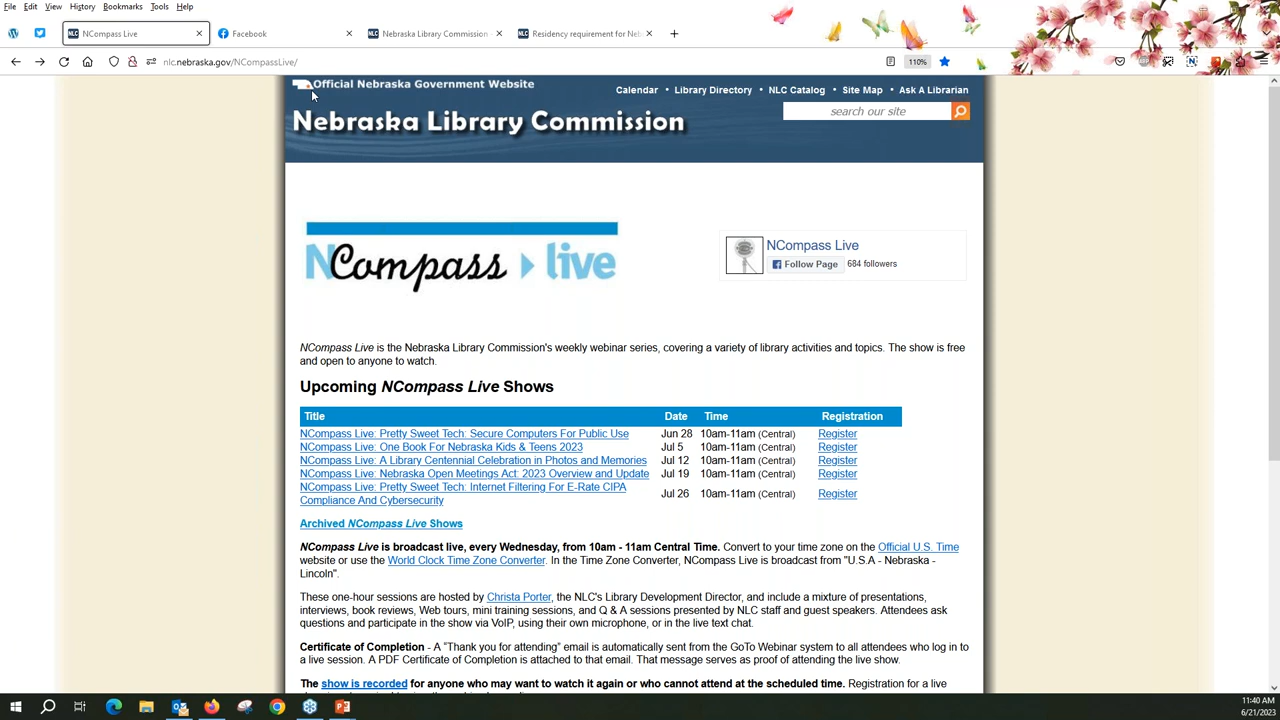 File Edit View History Bookmarks Tools Help
NCompass Live Facebook Nebraska Library Commission - Residency requirement for Neb
nlc.nebraska.gov/NCompassLive/ 110%
Official Nebraska Government Website
Calendar • Library Directory • NLC Catalog • Site Map • Ask A Librarian
search our site
Nebraska Library Commission
NCompass live
NCompass Live
Follow Page 684 followers
NCompass Live is the Nebraska Library Commission's weekly webinar series, covering a variety of library activities and topics. The show is free
and open to anyone to watch.
Upcoming NCompass Live Shows
Title Date Time Registration
NCompass Live: Pretty Sweet Tech: Secure Computers For Public Use Jun 28 10am-11am (Central) Register
NCompass Live: One Book For Nebraska Kids & Teens 2023 Jul 5 10am-11am (Central) Register
NCompass Live: A Library Centennial Celebration in Photos and Memories Jul 12 10am-11am (Central) Register
NCompass Live: Nebraska Open Meetings Act: 2023 Overview and Update Jul 19 10am-11am (Central) Register
NCompass Live: Pretty Sweet Tech: Internet Filtering For E-Rate CIPA
Compliance And Cybersecurity Jul 26 10am-11am (Central) Register
Archived NCompass Live Shows
NCompass Live is broadcast live, every Wednesday, from 10am - 11am Central Time. Convert to your time zone on the Official U.S. Time
website or use the World Clock Time Zone Converter. In the Time Zone Converter, NCompass Live is broadcast from "U.S.A - Nebraska -
Lincoln".
These one-hour sessions are hosted by Christa Porter, the NLC's Library Development Director, and include a mixture of presentations,
interviews, book reviews, Web tours, mini training sessions, and Q & A sessions presented by NLC staff and guest speakers. Attendees ask
questions and participate in the show via VoIP, using their own microphone, or in the live text chat.
Certificate of Completion - A "Thank you for attending" email is automatically sent from the GoTo Webinar system to all attendees who log in to
a live session. A PDF Certificate of Completion is attached to that email. That message serves as proof of attending the live show.
The show is recorded for anyone who may want to watch it again or who cannot attend at the scheduled time. Registration for a live
11:40 AM
6/21/2023